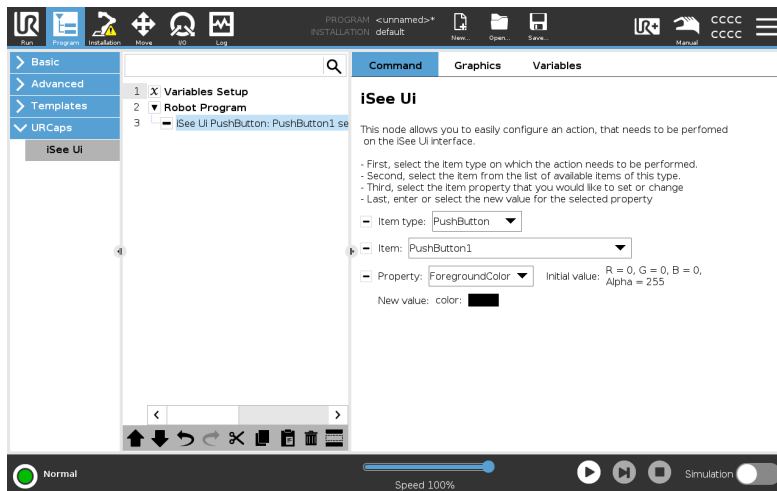 PROGRAM <unnamed>*
INSTALLATION default
UR
UR+
CCCC
CCCC
Run Program Installation Move I/O Log New... Open... Save... Manual
Basic
Advanced
Templates
URCaps
iSee Ui
1 X Variables Setup
2 Robot Program
3 iSee Ui PushButton: PushButton1 se
Command Graphics Variables
iSee Ui
This node allows you to easily configure an action, that needs to be perfomed
on the iSee Ui interface.
- First, select the item type on which the action needs to be performed.
- Second, select the item from the list of available items of this type.
- Third, select the item property that you would like to set or change
- Last, enter or select the new value for the selected property
Item type: PushButton
Item: PushButton1
Property: ForegroundColor Initial value: R = 0, G = 0, B = 0,
Alpha = 255
New value: color:
Normal
Speed 100%
Simulation